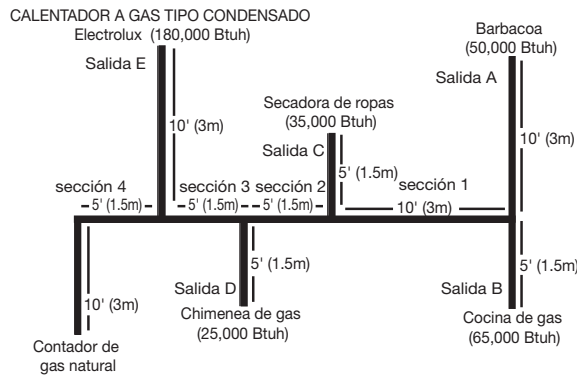 CALENTADOR A GAS TIPO CONDENSADO
Electrolux (180,000 Btuh)
Salida E
10' (3m)
Barbacoa
(50,000 Btuh)
Salida A
10' (3m)
Secadora de ropas
(35,000 Btuh)
Salida C
5' (1.5m)
sección 4
5' (1.5m)
sección 3
5' (1.5m)
sección 2
5' (1.5m)
sección 1
10' (3m)
10' (3m)
Contador de
gas natural
5' (1.5m)
Salida D
Chimenea de gas
(25,000 Btuh)
5' (1.5m)
Salida B
Cocina de gas
(65,000 Btuh)